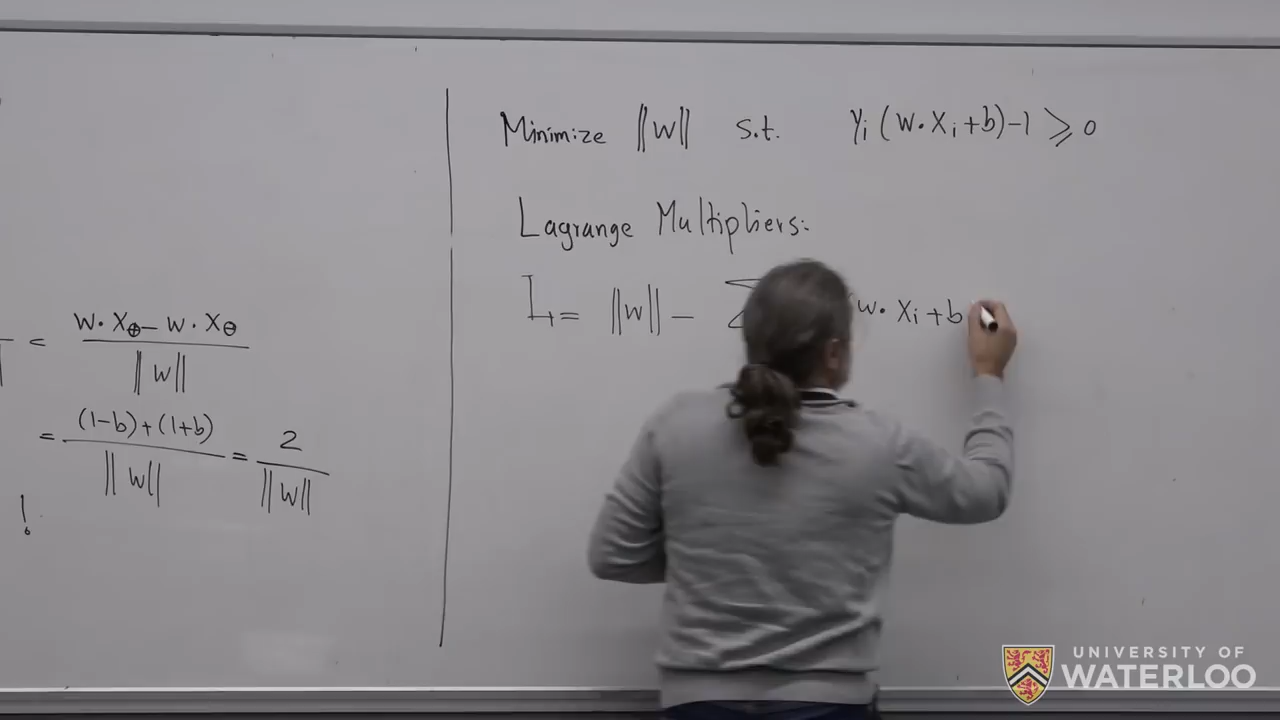 = W·X⊕ - W·X⊖ / ||W||
= (1-b)+(1+b) / ||W|| = 2 / ||W||
!
Minimize ||W|| s.t. Yi(W·Xi+b)-1 ⩾ 0
Lagrange Multipliers:
L = ||W|| - Σ (W·Xi+b
UNIVERSITY OF
WATERLOO